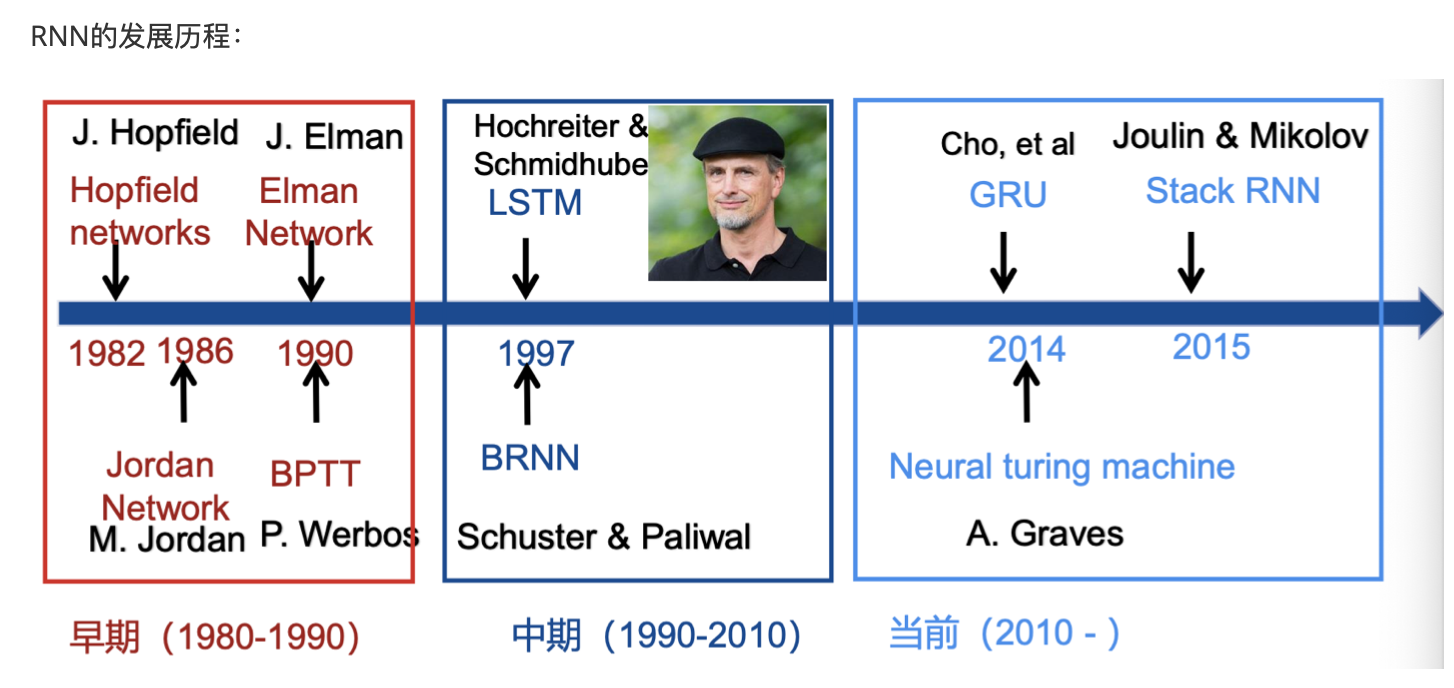 RNN的发展历程：
J. Hopfield
Hopfield
networks
J. Elman
Elman
Network
1982
1986
1990
Jordan
Network
M. Jordan
BPTT
P. Werbos
早期（1980-1990）
Hochreiter &
Schmidhube
LSTM
1997
BRNN
Schuster & Paliwal
中期（1990-2010）
Cho, et al
GRU
Joulin & Mikolov
Stack RNN
2014
2015
Neural turing machine
A. Graves
当前（2010 - ）